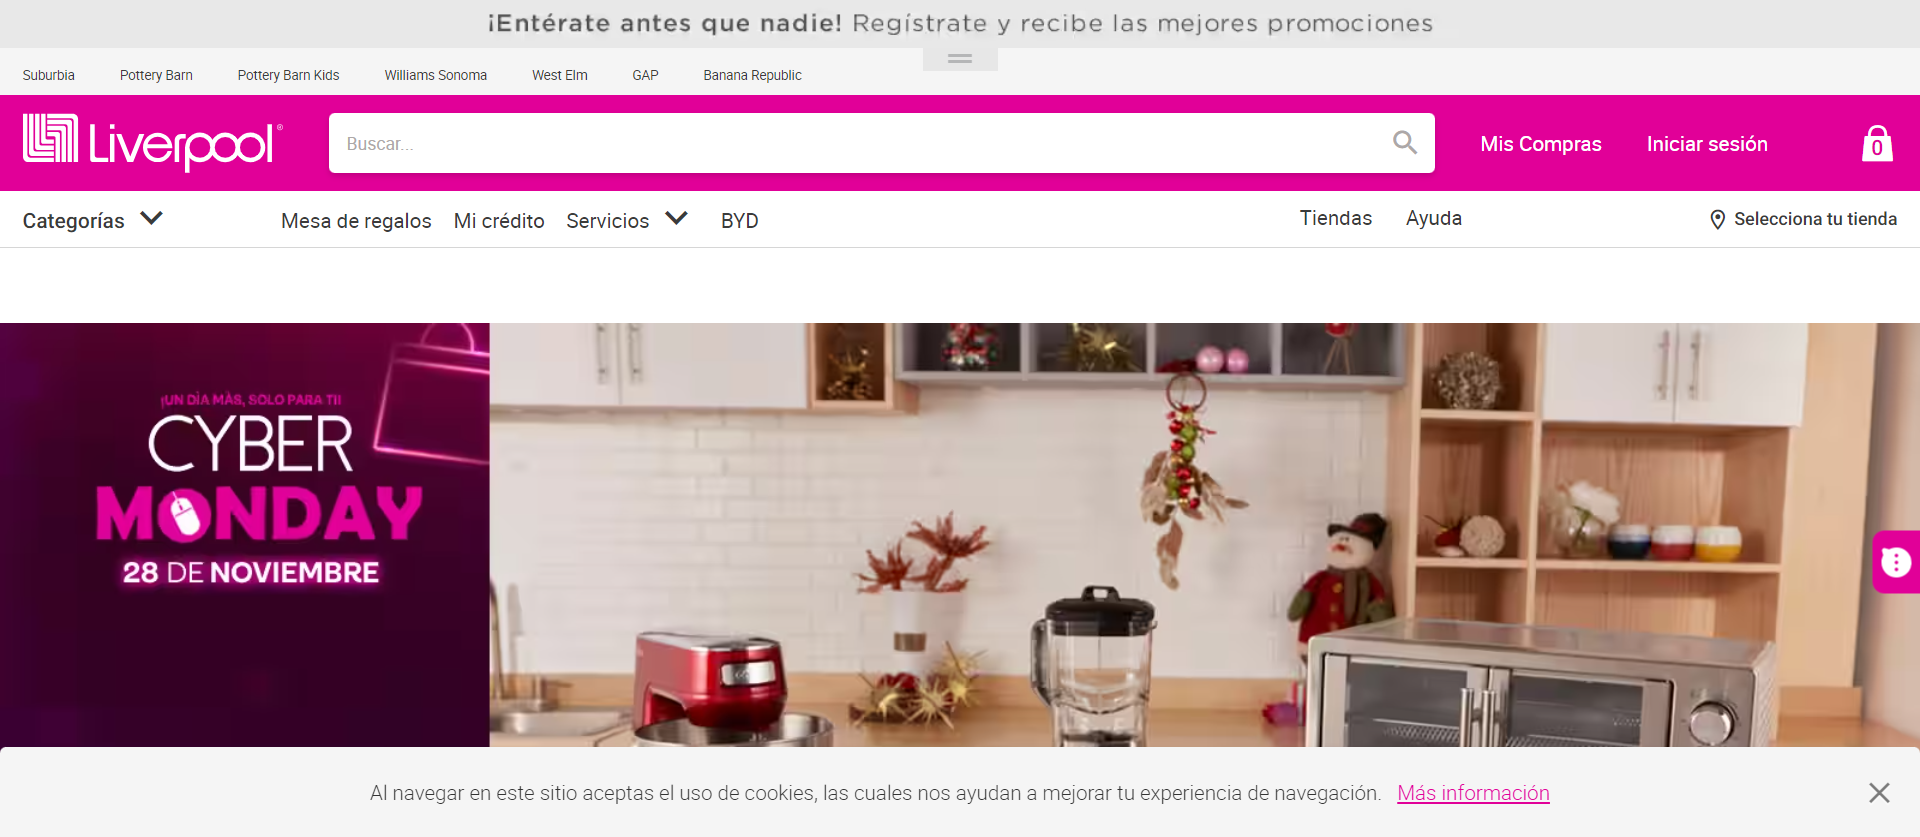 ¡Entérate antes que nadie! Regístrate y recibe las mejores promociones
Suburbia Pottery Barn Pottery Barn Kids Williams Sonoma West Elm GAP Banana Republic
Liverpool®
Buscar...
Mis Compras Iniciar sesión 0
Categorías Mesa de regalos Mi crédito Servicios BYD Tiendas Ayuda Selecciona tu tienda
¡UN DÍA MÁS, SOLO PARA TI!
CYBER
MONDAY
28 DE NOVIEMBRE
Al navegar en este sitio aceptas el uso de cookies, las cuales nos ayudan a mejorar tu experiencia de navegación. Más información